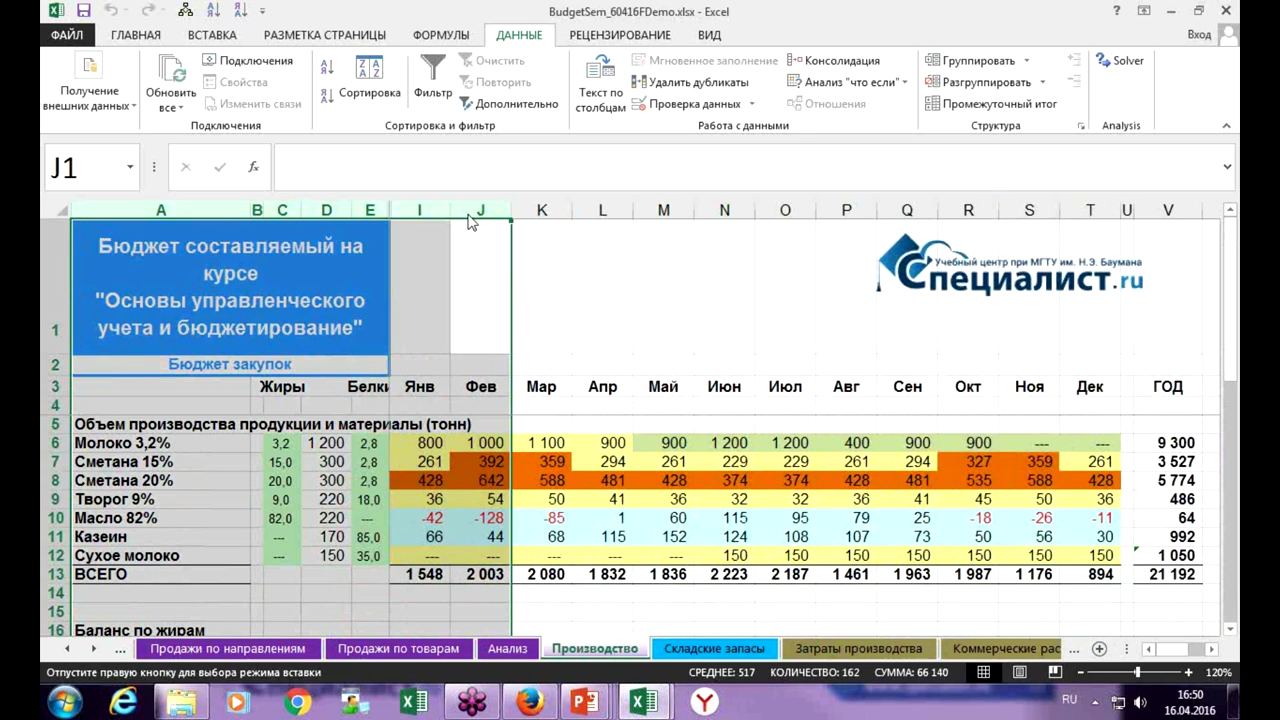 BudgetSem_60416FDemo.xlsx - Excel
ФАЙЛ ГЛАВНАЯ ВСТАВКА РАЗМЕТКА СТРАНИЦЫ ФОРМУЛЫ ДАННЫЕ РЕЦЕНЗИРОВАНИЕ ВИД Вход
Получение внешних данных
Обновить все
Подключения
Свойства
Изменить связи
Подключения
Сортировка
Фильтр
Очистить
Повторить
Дополнительно
Сортировка и фильтр
Текст по столбцам
Мгновенное заполнение
Удалить дубликаты
Проверка данных
Консолидация
Анализ "что если"
Отношения
Работа с данными
Группировать
Разгруппировать
Промежуточный итог
Структура
Solver
Analysis
J1
fx
A B C D E I J K L M N O P Q R S T U V
Бюджет составляемый на
курсе
"Основы управленческого
учета и бюджетирование"
Учебный центр при МГТУ им. Н.Э. Баумана
Специалист.ru
1
2 Бюджет закупок
3 Жиры Белки Янв Фев Мар Апр Май Июн Июл Авг Сен Окт Ноя Дек ГОД
4
5 Объем производства продукции и материалы (тонн)
6 Молоко 3,2% 3,2 1 200 2,8 800 1 000 1 100 900 900 1 200 1 200 400 900 900 --- --- 9 300
7 Сметана 15% 15,0 300 2,8 261 392 359 294 261 229 229 261 294 327 359 261 3 527
8 Сметана 20% 20,0 300 2,8 428 642 588 481 428 374 374 428 481 535 588 428 5 774
9 Творог 9% 9,0 220 18,0 36 54 50 41 36 32 32 36 41 45 50 36 486
10 Масло 82% 82,0 220 --- -42 -128 -85 1 60 115 95 79 25 -18 -26 -11 64
11 Казеин --- 170 85,0 66 44 68 115 152 124 108 107 73 50 56 30 992
12 Сухое молоко --- 150 35,0 --- --- --- --- --- 150 150 150 150 150 150 150 1 050
13 ВСЕГО 1 548 2 003 2 080 1 832 1 836 2 223 2 187 1 461 1 963 1 987 1 176 894 21 192
14
15
16 Баланс по жирам
... Продажи по направлениям Продажи по товарам Анализ Производство Складские запасы Затраты производства Коммерческие рас ...
Отпустите правую кнопку для выбора режима вставки СРЕДНЕЕ: 517 КОЛИЧЕСТВО: 162 СУММА: 66 140 120%
RU 16:50
16.04.2016